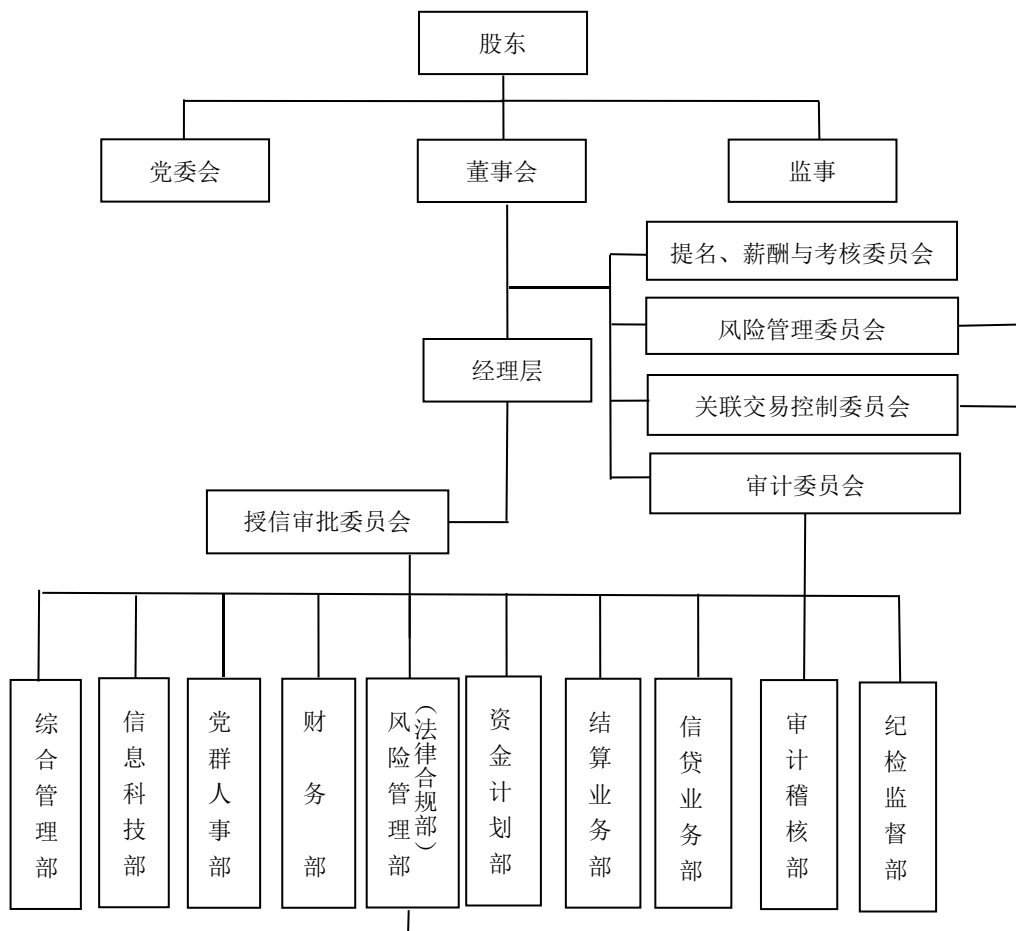 股东
党委会
董事会
监事
提名、薪酬与考核委员会
风险管理委员会
经理层
关联交易控制委员会
审计委员会
授信审批委员会
综合管理部
信息科技部
党群人事部
财务部
风险管理部
（法律合规部）
资金计划部
结算业务部
信贷业务部
审计稽核部
纪检监督部